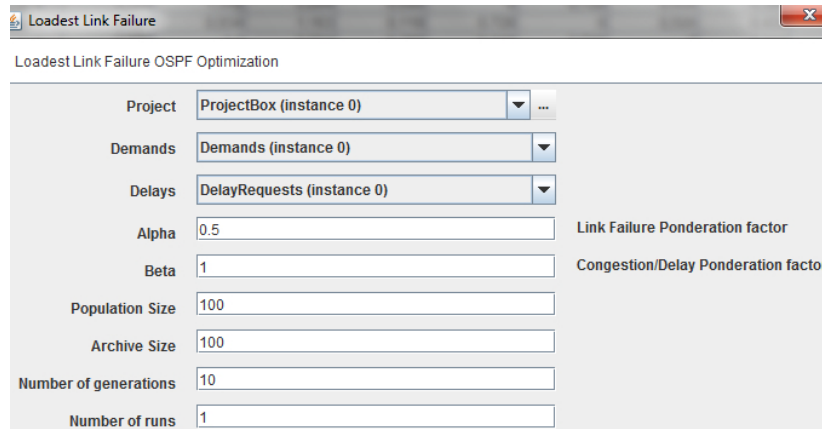 Loadest Link Failure
Loadest Link Failure OSPF Optimization
Project ProjectBox (instance 0) ...
Demands Demands (instance 0)
Delays DelayRequests (instance 0)
Alpha 0.5 Link Failure Ponderation factor
Beta 1 Congestion/Delay Ponderation facto
Population Size 100
Archive Size 100
Number of generations 10
Number of runs 1